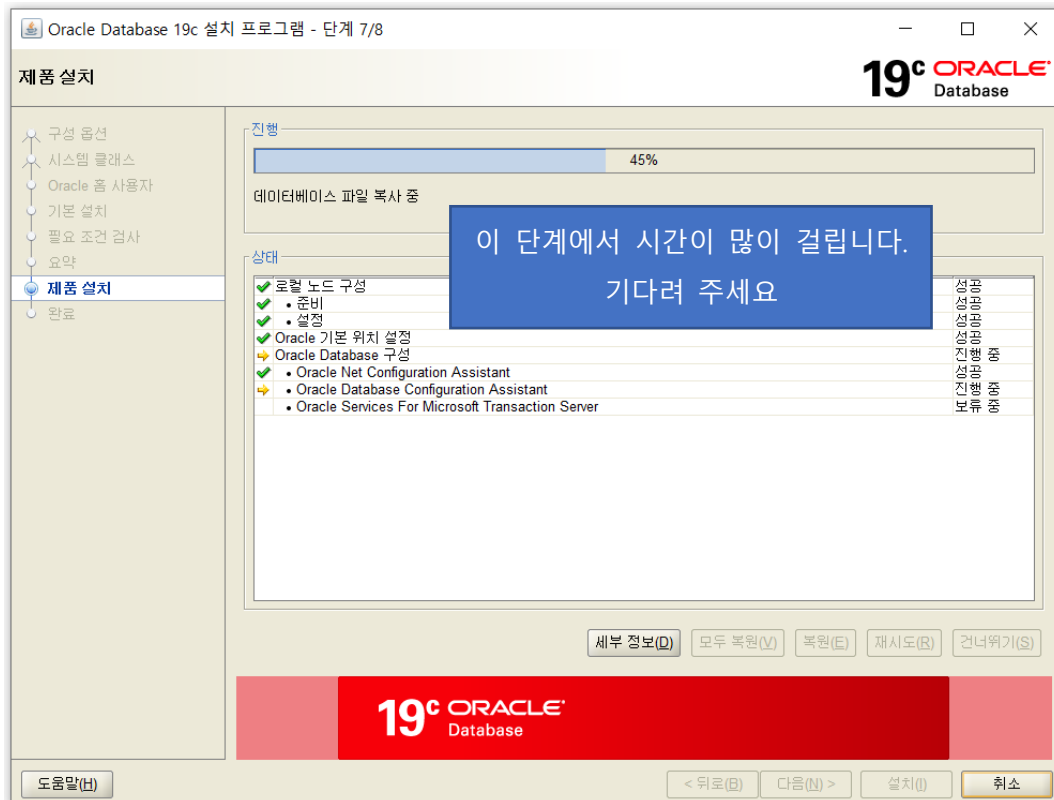 Oracle Database 19c 설치 프로그램 - 단계 7/8
제품 설치
19c ORACLE
Database
구성 옵션
시스템 클래스
Oracle 홈 사용자
기본 설치
필요 조건 검사
요약
제품 설치
완료
진행
45%
데이터베이스 파일 복사 중
이 단계에서 시간이 많이 걸립니다.
기다려 주세요
상태
로컬 노드 구성 성공
• 준비 성공
• 설정 성공
Oracle 기본 위치 설정 성공
Oracle Database 구성 진행 중
• Oracle Net Configuration Assistant 성공
• Oracle Database Configuration Assistant 진행 중
• Oracle Services For Microsoft Transaction Server 보류 중
세부 정보(D) 모두 복원(V) 복원(E) 재시도(R) 건너뛰기(S)
19c ORACLE
Database
도움말(H) < 뒤로(B) 다음(N) > 설치(I) 취소